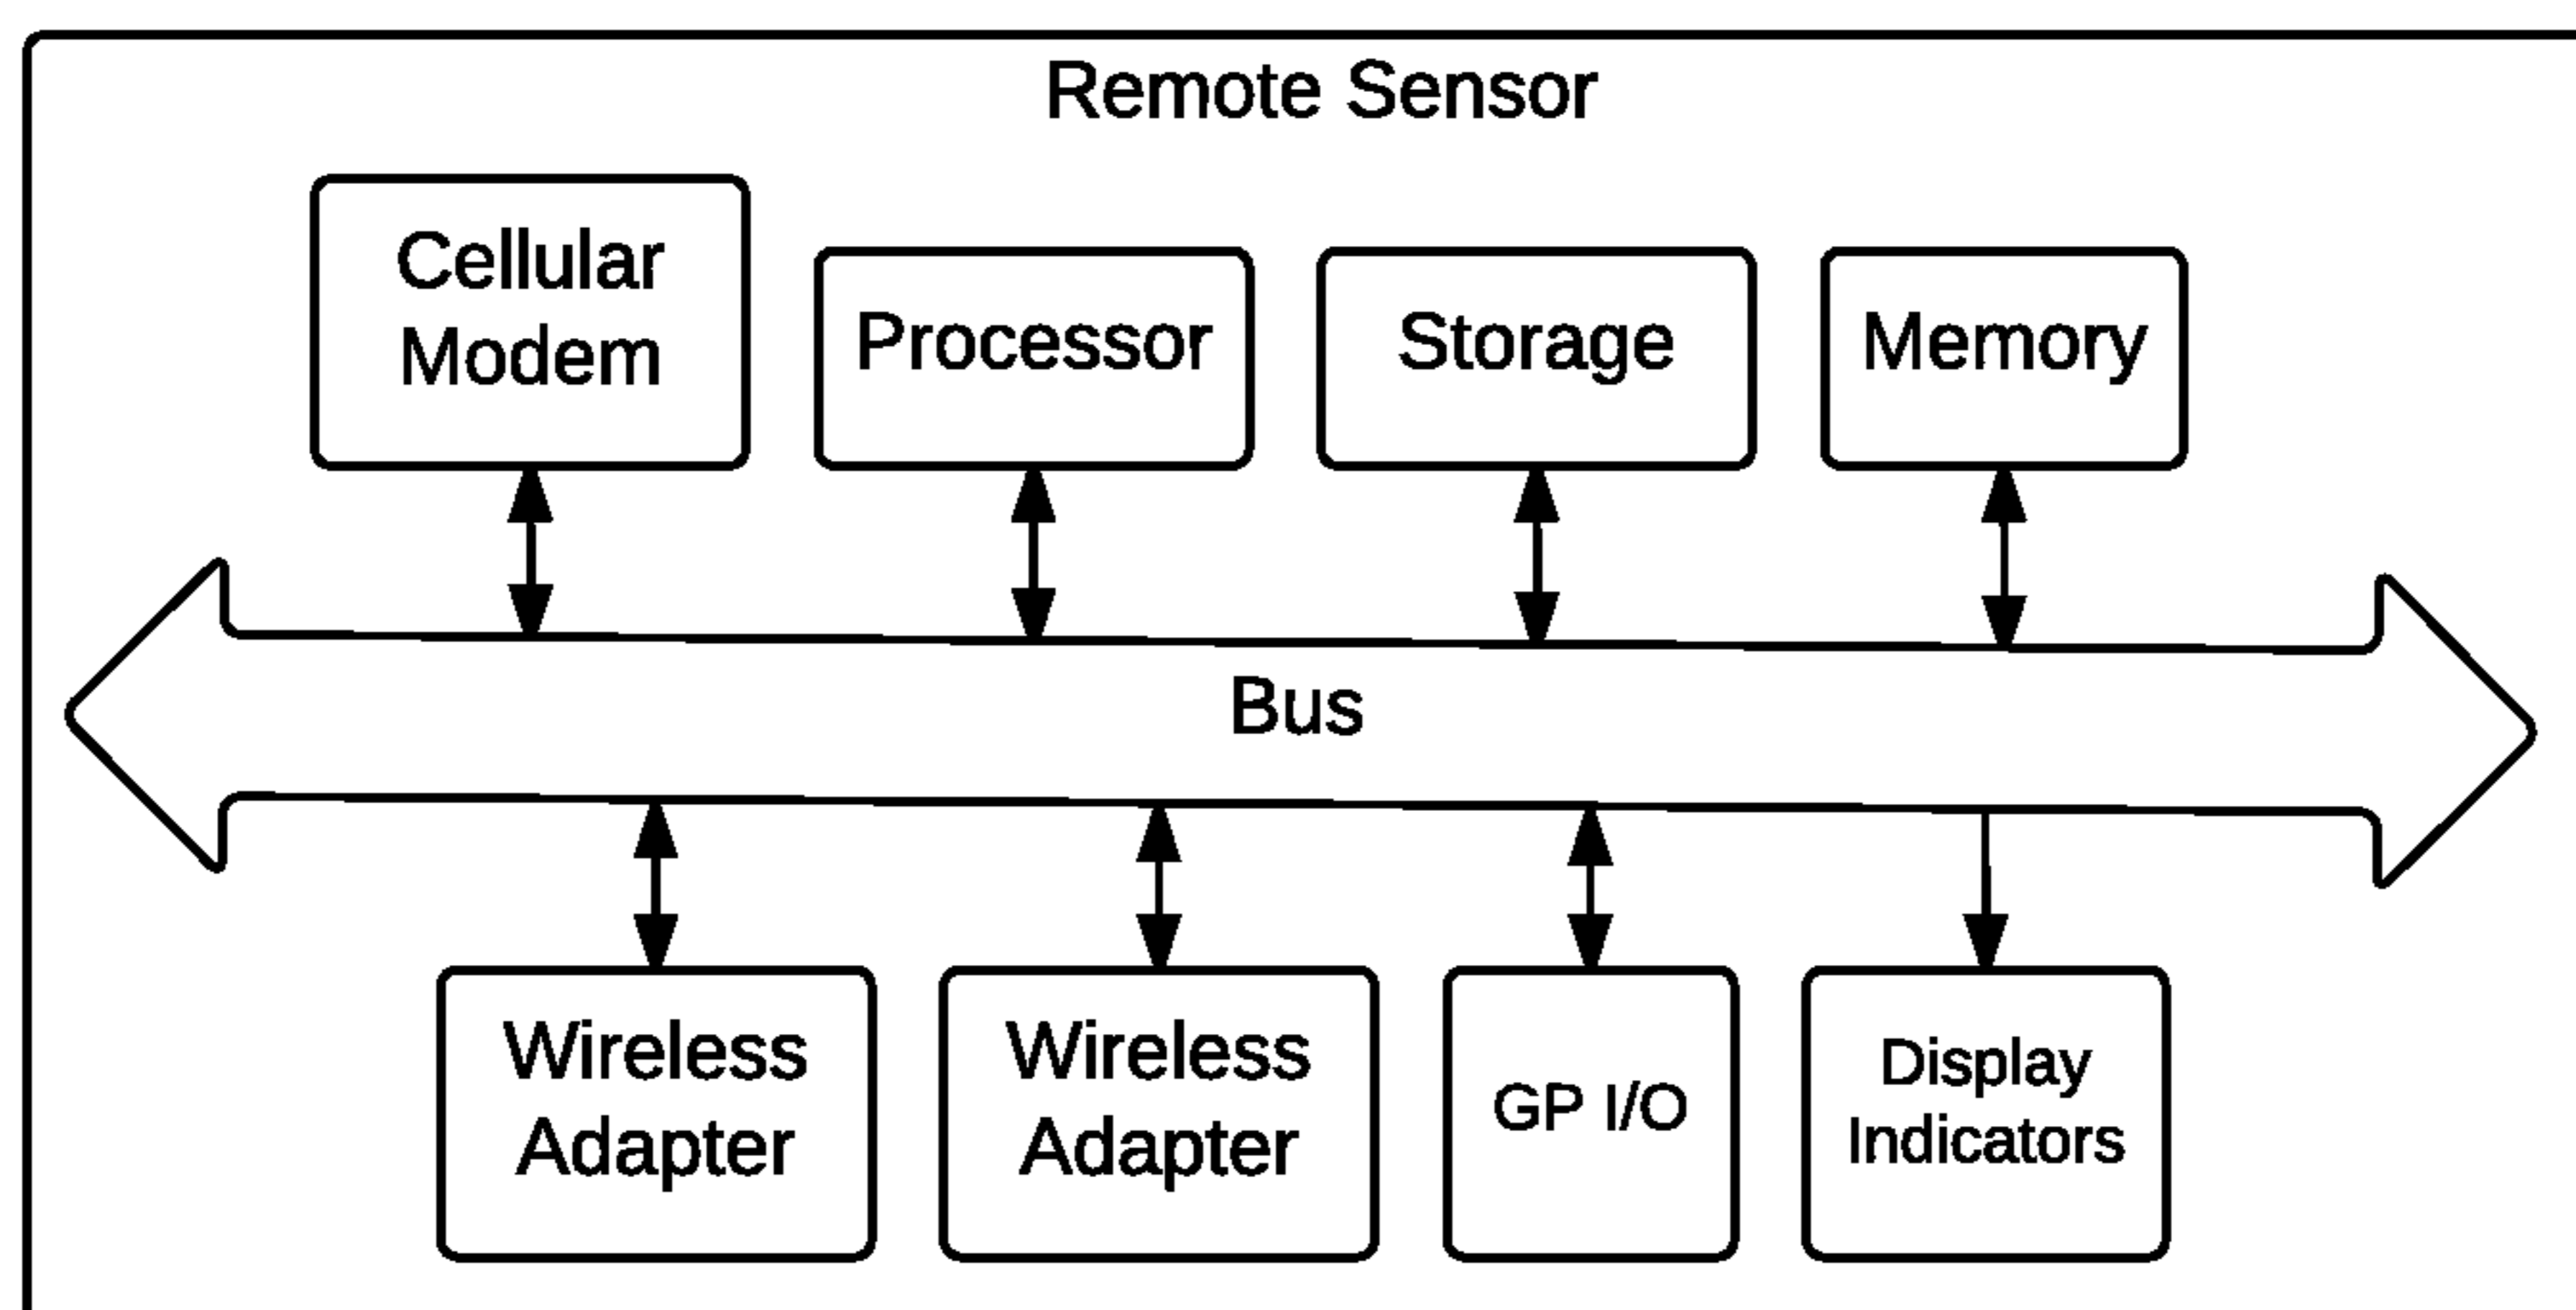 Remote Sensor
Cellular
Modem
Processor
Storage
Memory
Bus
Wireless
Adapter
Wireless
Adapter
GP I/O
Display
Indicators